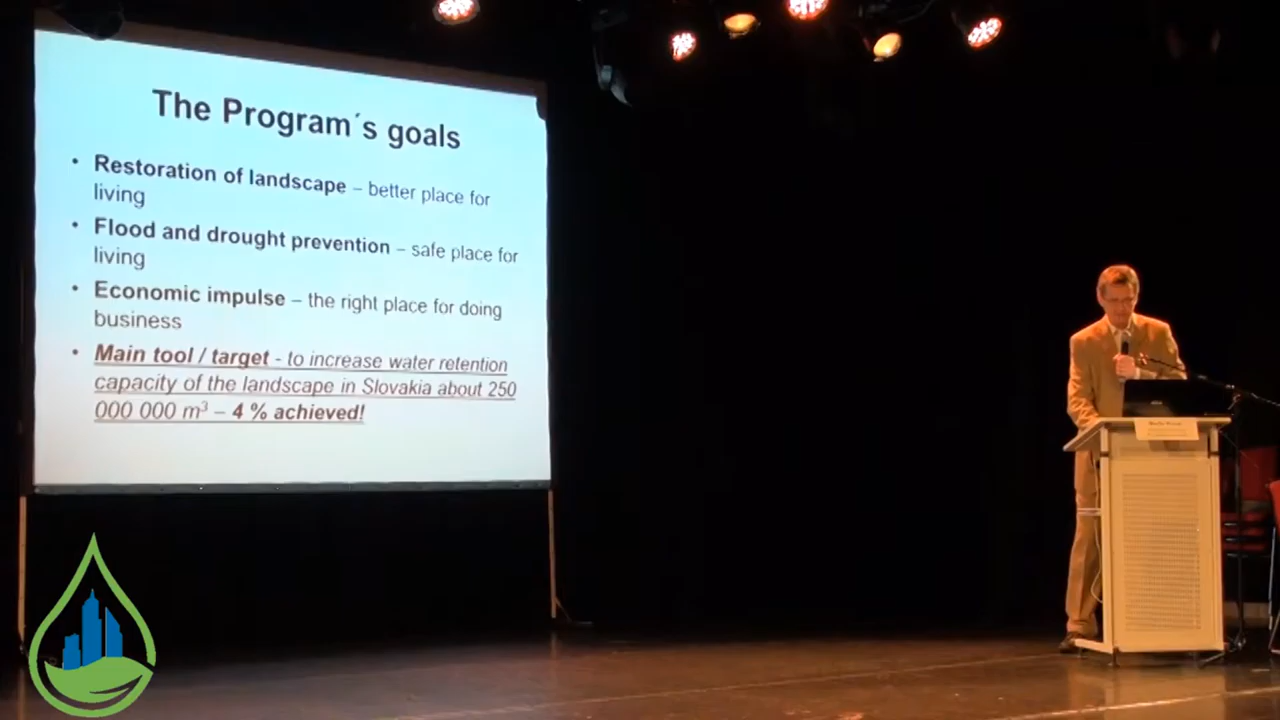 The Program´s goals
• Restoration of landscape – better place for
living
• Flood and drought prevention – safe place for
living
• Economic impulse – the right place for doing
business
• Main tool / target - to increase water retention
capacity of the landscape in Slovakia about 250
000 000 m³ – 4 % achieved!